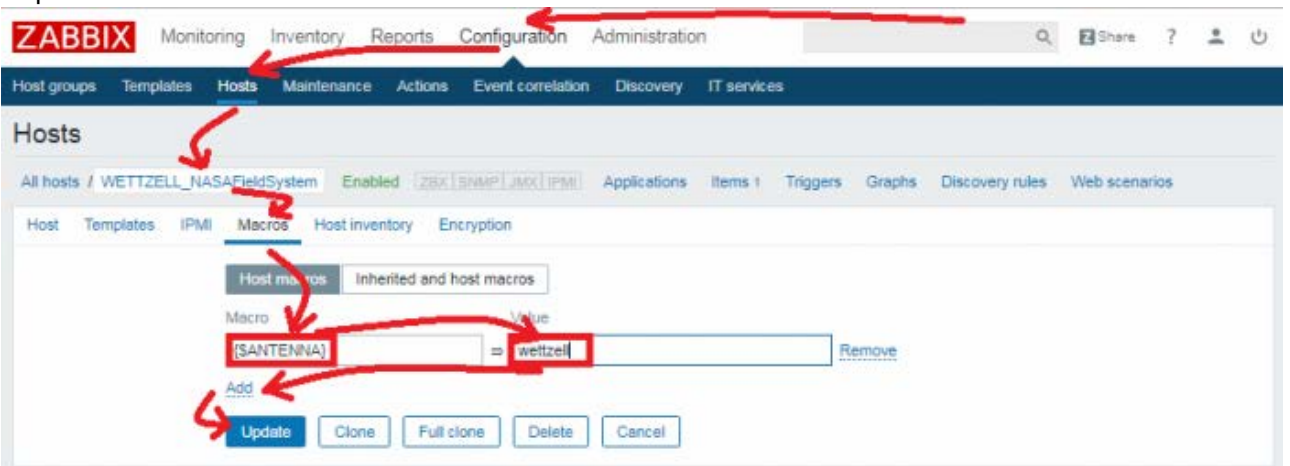 ZABBIX Monitoring Inventory Reports Configuration Administration Z Share ?
Host groups Templates Hosts Maintenance Actions Event correlation Discovery IT services
Hosts
All hosts / WETTZELL_NASAFieldSystem Enabled ZBX SNMP JMX IPMI Applications Items 1 Triggers Graphs Discovery rules Web scenarios
Host Templates IPMI Macros Host inventory Encryption
Host macros Inherited and host macros
Macro Value
{$ANTENNA} ⇒ wettzell Remove
Add
Update Clone Full clone Delete Cancel